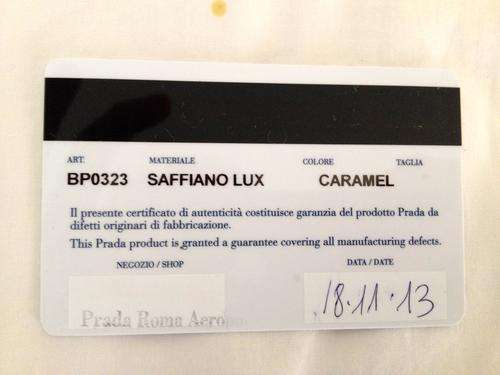 ART. MATERIALE COLORE TAGLIA
BP0323 SAFFIANO LUX CARAMEL
Il presente certificato di autenticità costituisce garanzia del prodotto Prada da
difetti originari di fabbricazione.
This Prada product is granted a guarantee covering all manufacturing defects.
NEGOZIO / SHOP DATA / DATE
Prada Roma 18.11.13